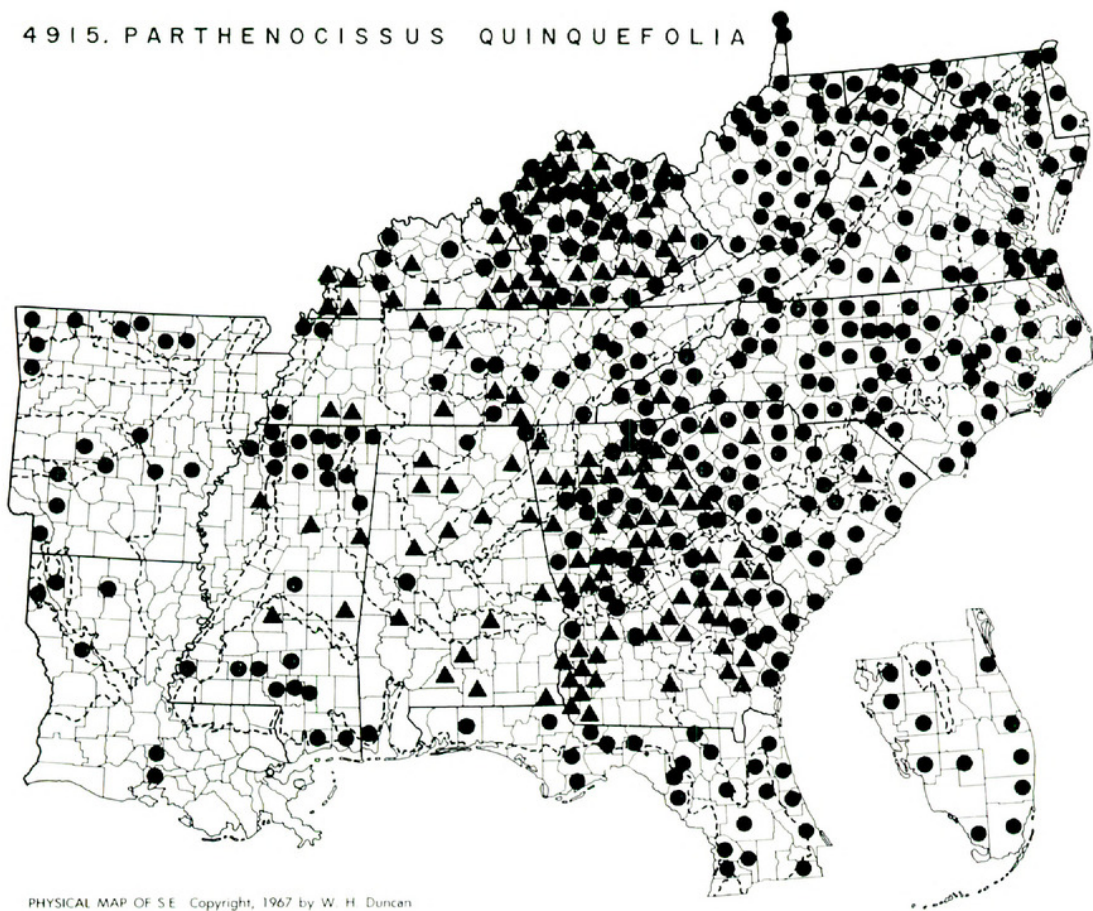 4915. PARTHENOCISSUS QUINQUEFOLIA
PHYSICAL MAP OF S E Copyright, 1967 by W. H. Duncan